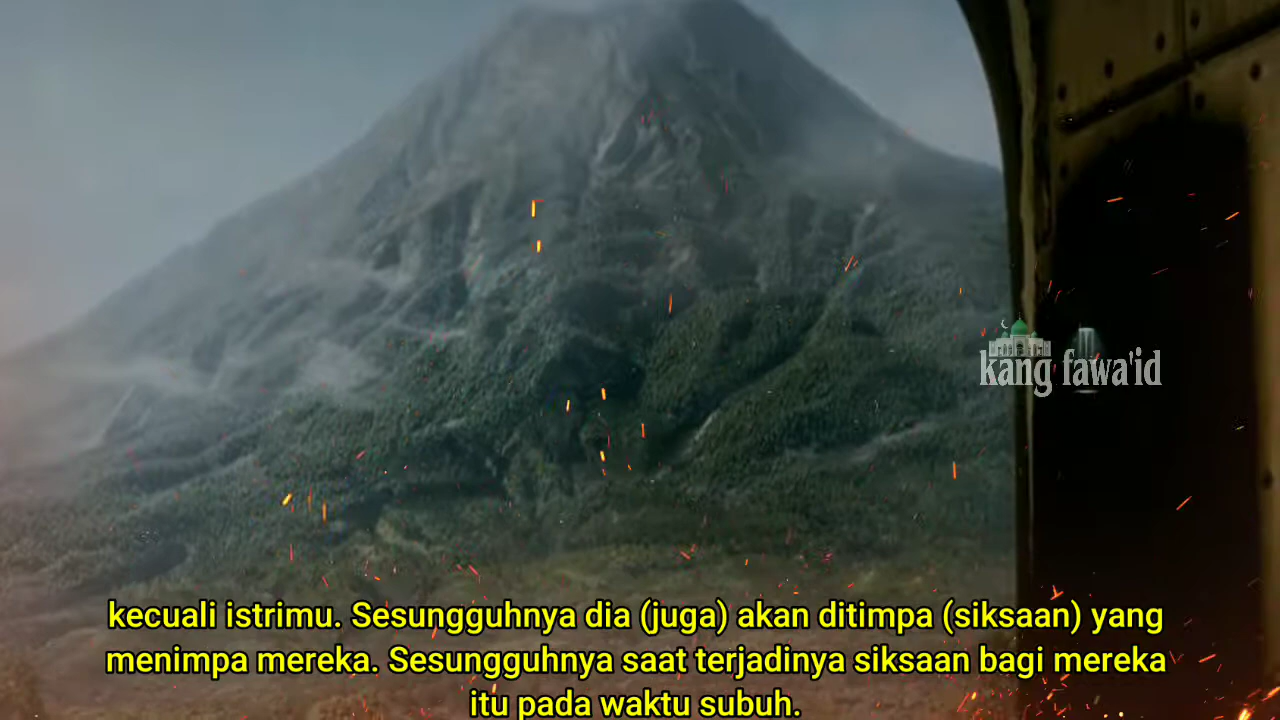 kang fawa'id
kecuali istrimu. Sesungguhnya dia (juga) akan ditimpa (siksaan) yang
menimpa mereka. Sesungguhnya saat terjadinya siksaan bagi mereka
itu pada waktu subuh.